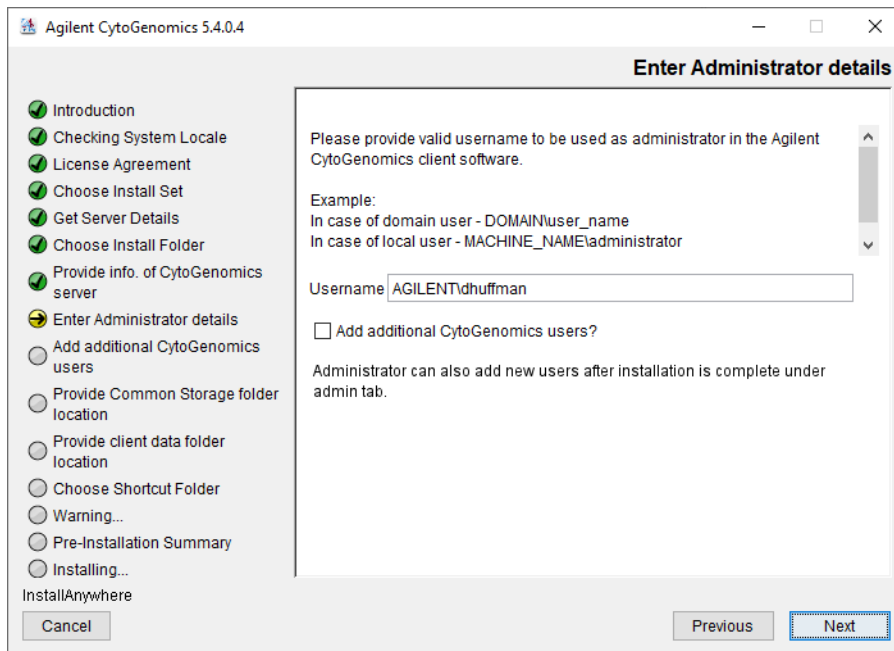 Agilent CytoGenomics 5.4.0.4
Enter Administrator details
Introduction
Checking System Locale
License Agreement
Choose Install Set
Get Server Details
Choose Install Folder
Provide info. of CytoGenomics
server
Enter Administrator details
Add additional CytoGenomics
users
Provide Common Storage folder
location
Provide client data folder
location
Choose Shortcut Folder
Warning...
Pre-Installation Summary
Installing...
Please provide valid username to be used as administrator in the Agilent
CytoGenomics client software.
Example:
In case of domain user - DOMAIN\user_name
In case of local user - MACHINE_NAME\administrator
Username AGILENT\dhuffman
Add additional CytoGenomics users?
Administrator can also add new users after installation is complete under
admin tab.
InstallAnywhere
Cancel
Previous
Next